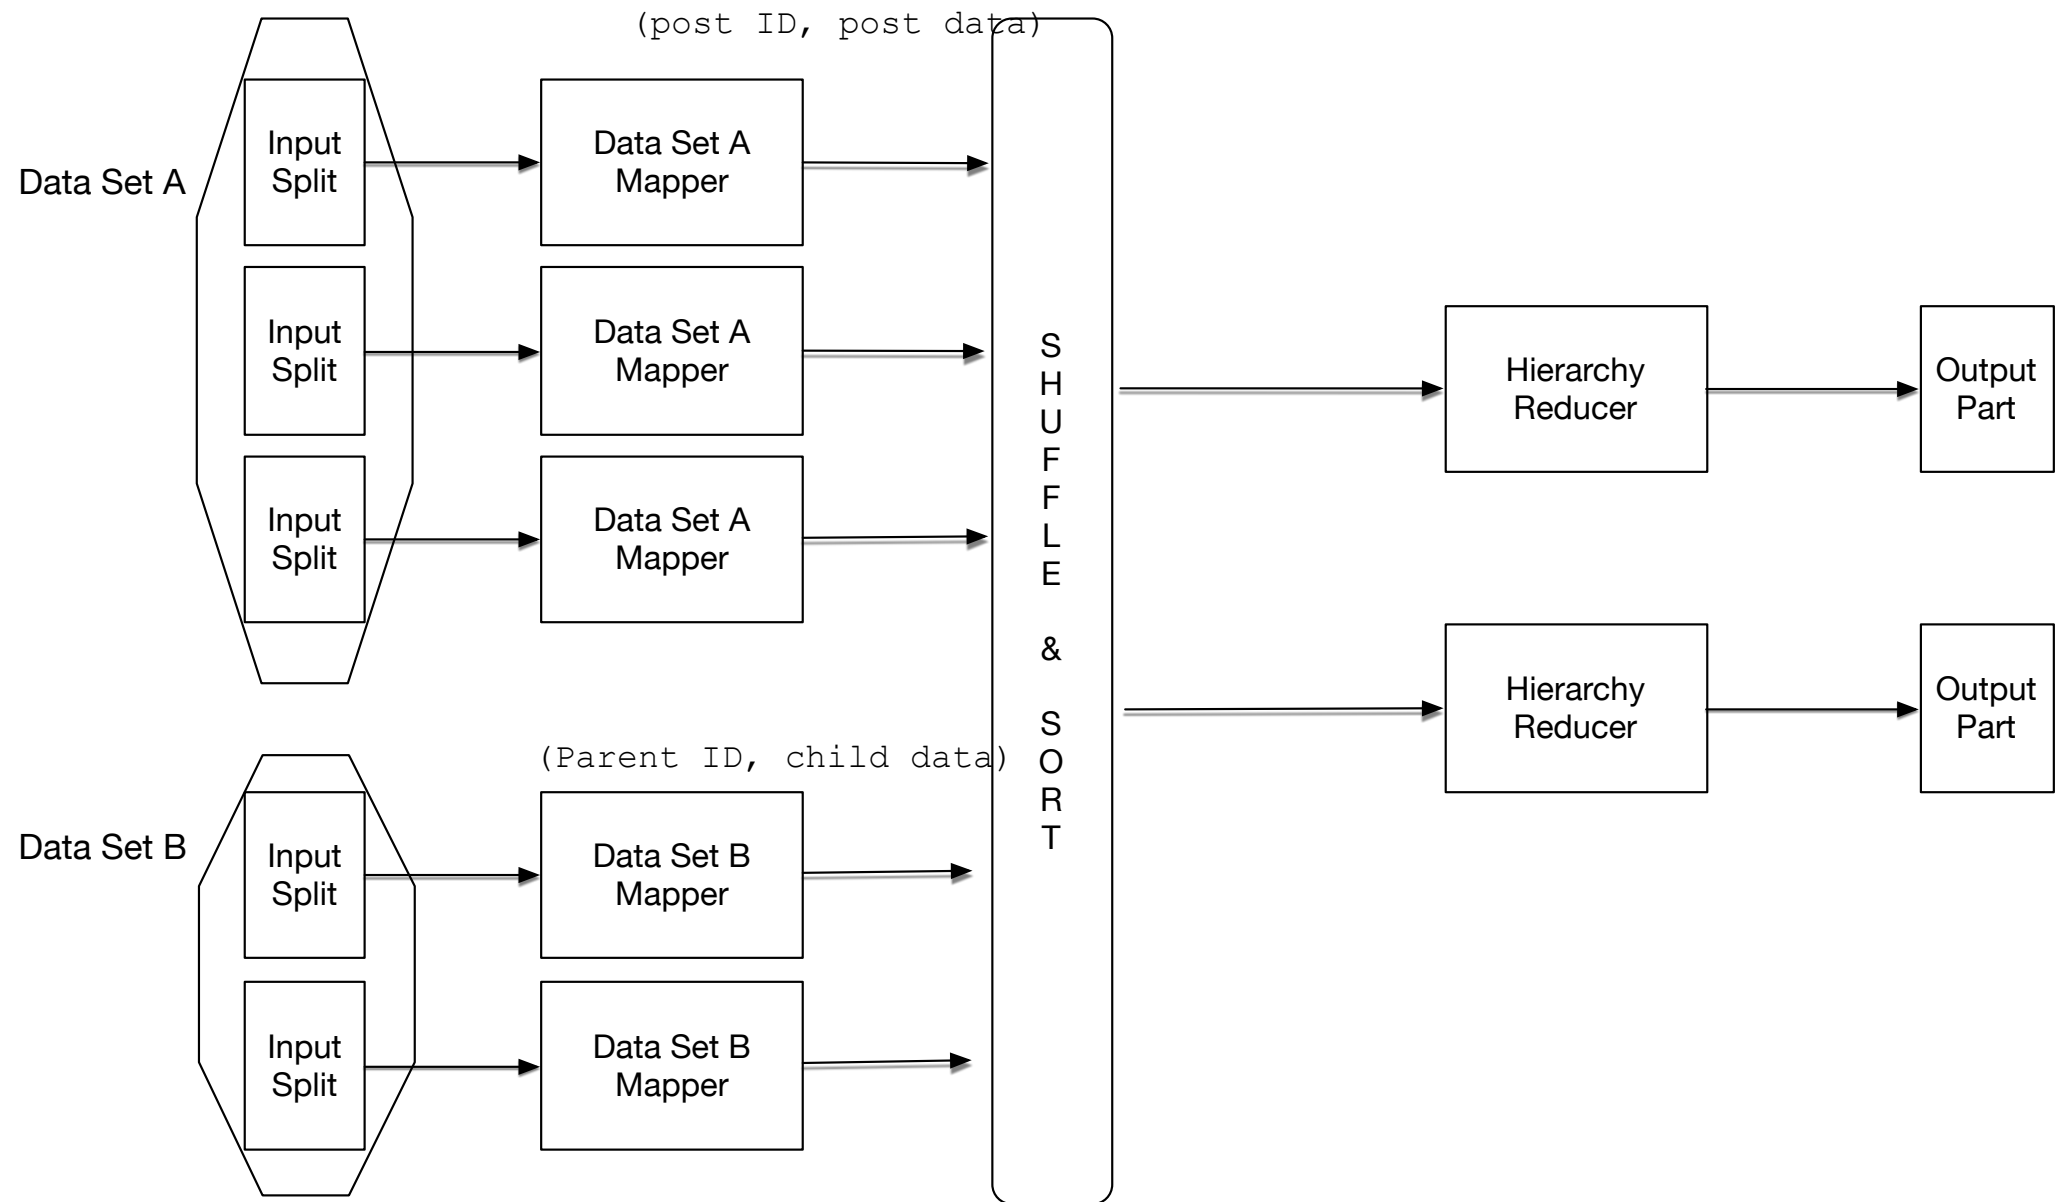 (post ID, post data)
Data Set A
Input
Split
Data Set A
Mapper
Input
Split
Data Set A
Mapper
Input
Split
Data Set A
Mapper
S
H
U
F
F
L
E
&
S
O
R
T
Hierarchy
Reducer
Output
Part
Hierarchy
Reducer
Output
Part
(Parent ID, child data)
Data Set B
Input
Split
Data Set B
Mapper
Input
Split
Data Set B
Mapper